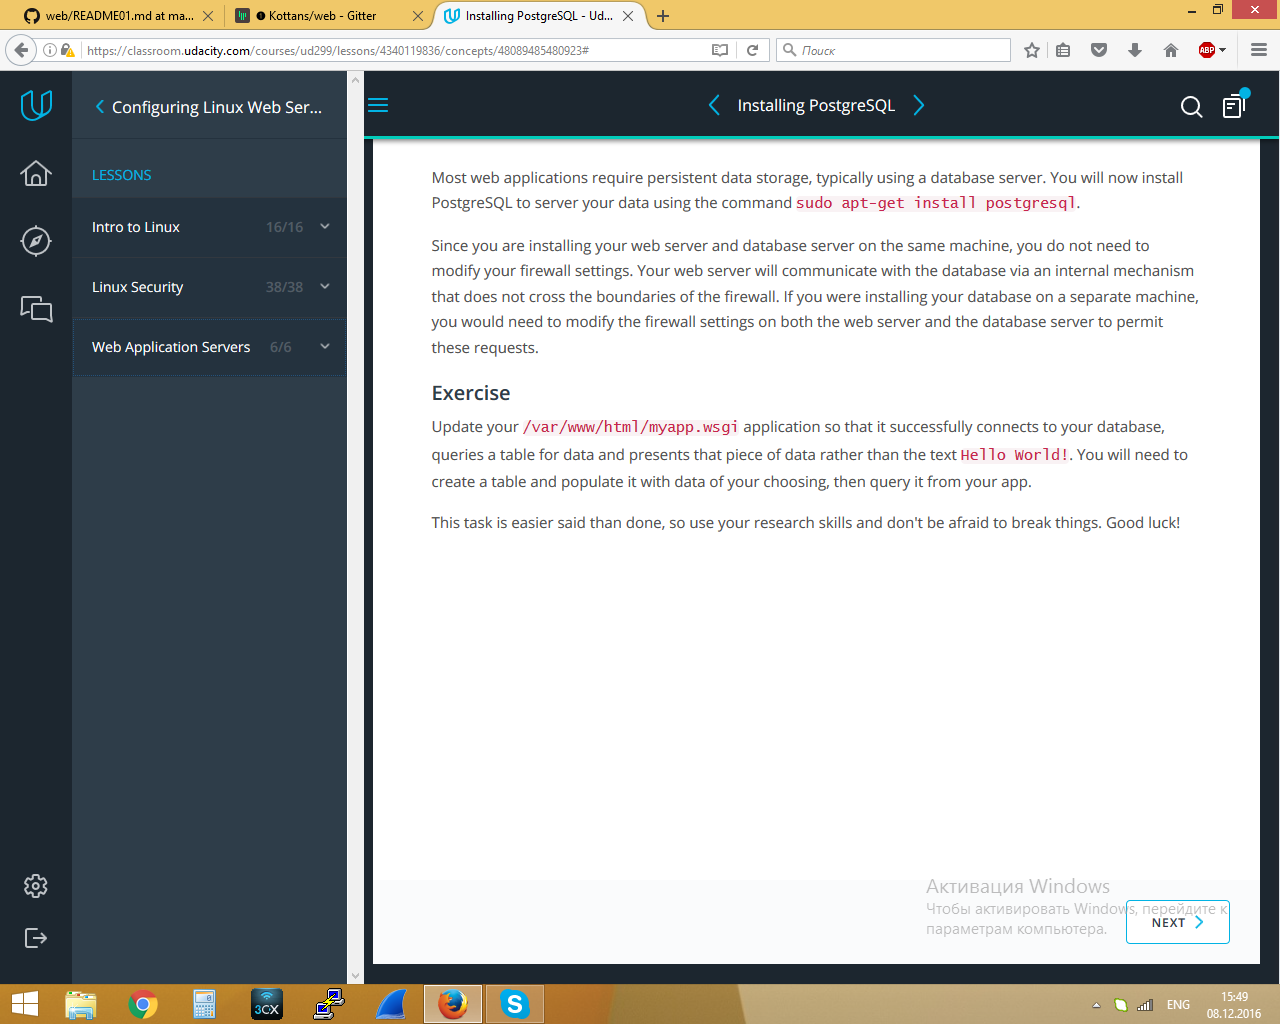 web/README01.md at ma...
Kottans/web - Gitter
Installing PostgreSQL - Ud...
https://classroom.udacity.com/courses/ud299/lessons/4340119836/concepts/48089485480923#
Поиск
ABP
Configuring Linux Web Ser...
Installing PostgreSQL
LESSONS
Intro to Linux 16/16
Linux Security 38/38
Web Application Servers 6/6
Most web applications require persistent data storage, typically using a database server. You will now install
PostgreSQL to server your data using the command sudo apt-get install postgresql.
Since you are installing your web server and database server on the same machine, you do not need to
modify your firewall settings. Your web server will communicate with the database via an internal mechanism
that does not cross the boundaries of the firewall. If you were installing your database on a separate machine,
you would need to modify the firewall settings on both the web server and the database server to permit
these requests.
Exercise
Update your /var/www/html/myapp.wsgi application so that it successfully connects to your database,
queries a table for data and presents that piece of data rather than the text Hello World!. You will need to
create a table and populate it with data of your choosing, then query it from your app.
This task is easier said than done, so use your research skills and don't be afraid to break things. Good luck!
Активация Windows
Чтобы активировать Windows, перейдите к
параметрам компьютера.
NEXT
3CX
ENG
15:49
08.12.2016